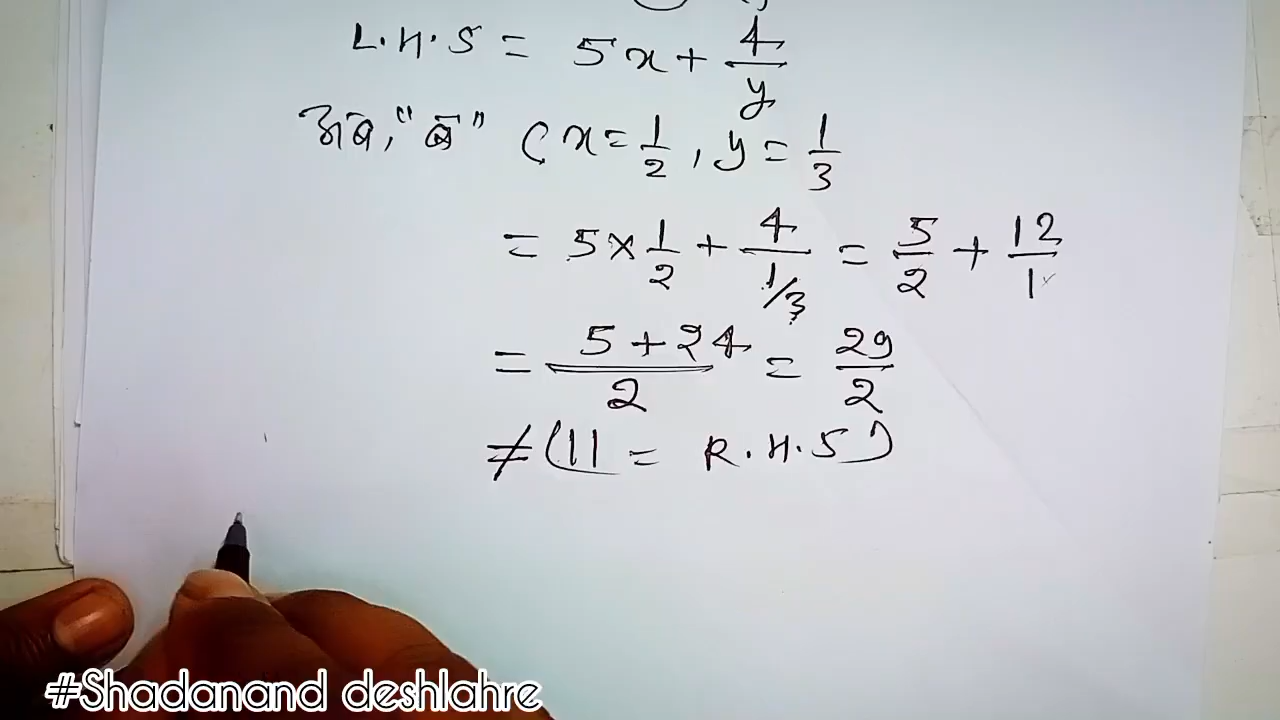 L.H.S = 5x + 4/y
अब, "ब" ( x = 1/2 , y = 1/3
= 5 × 1/2 + 4/1/3 = 5/2 + 12/1
= 5 + 24/2 = 29/2
≠ (11 = R.H.S)
#Shadanand deshlahre